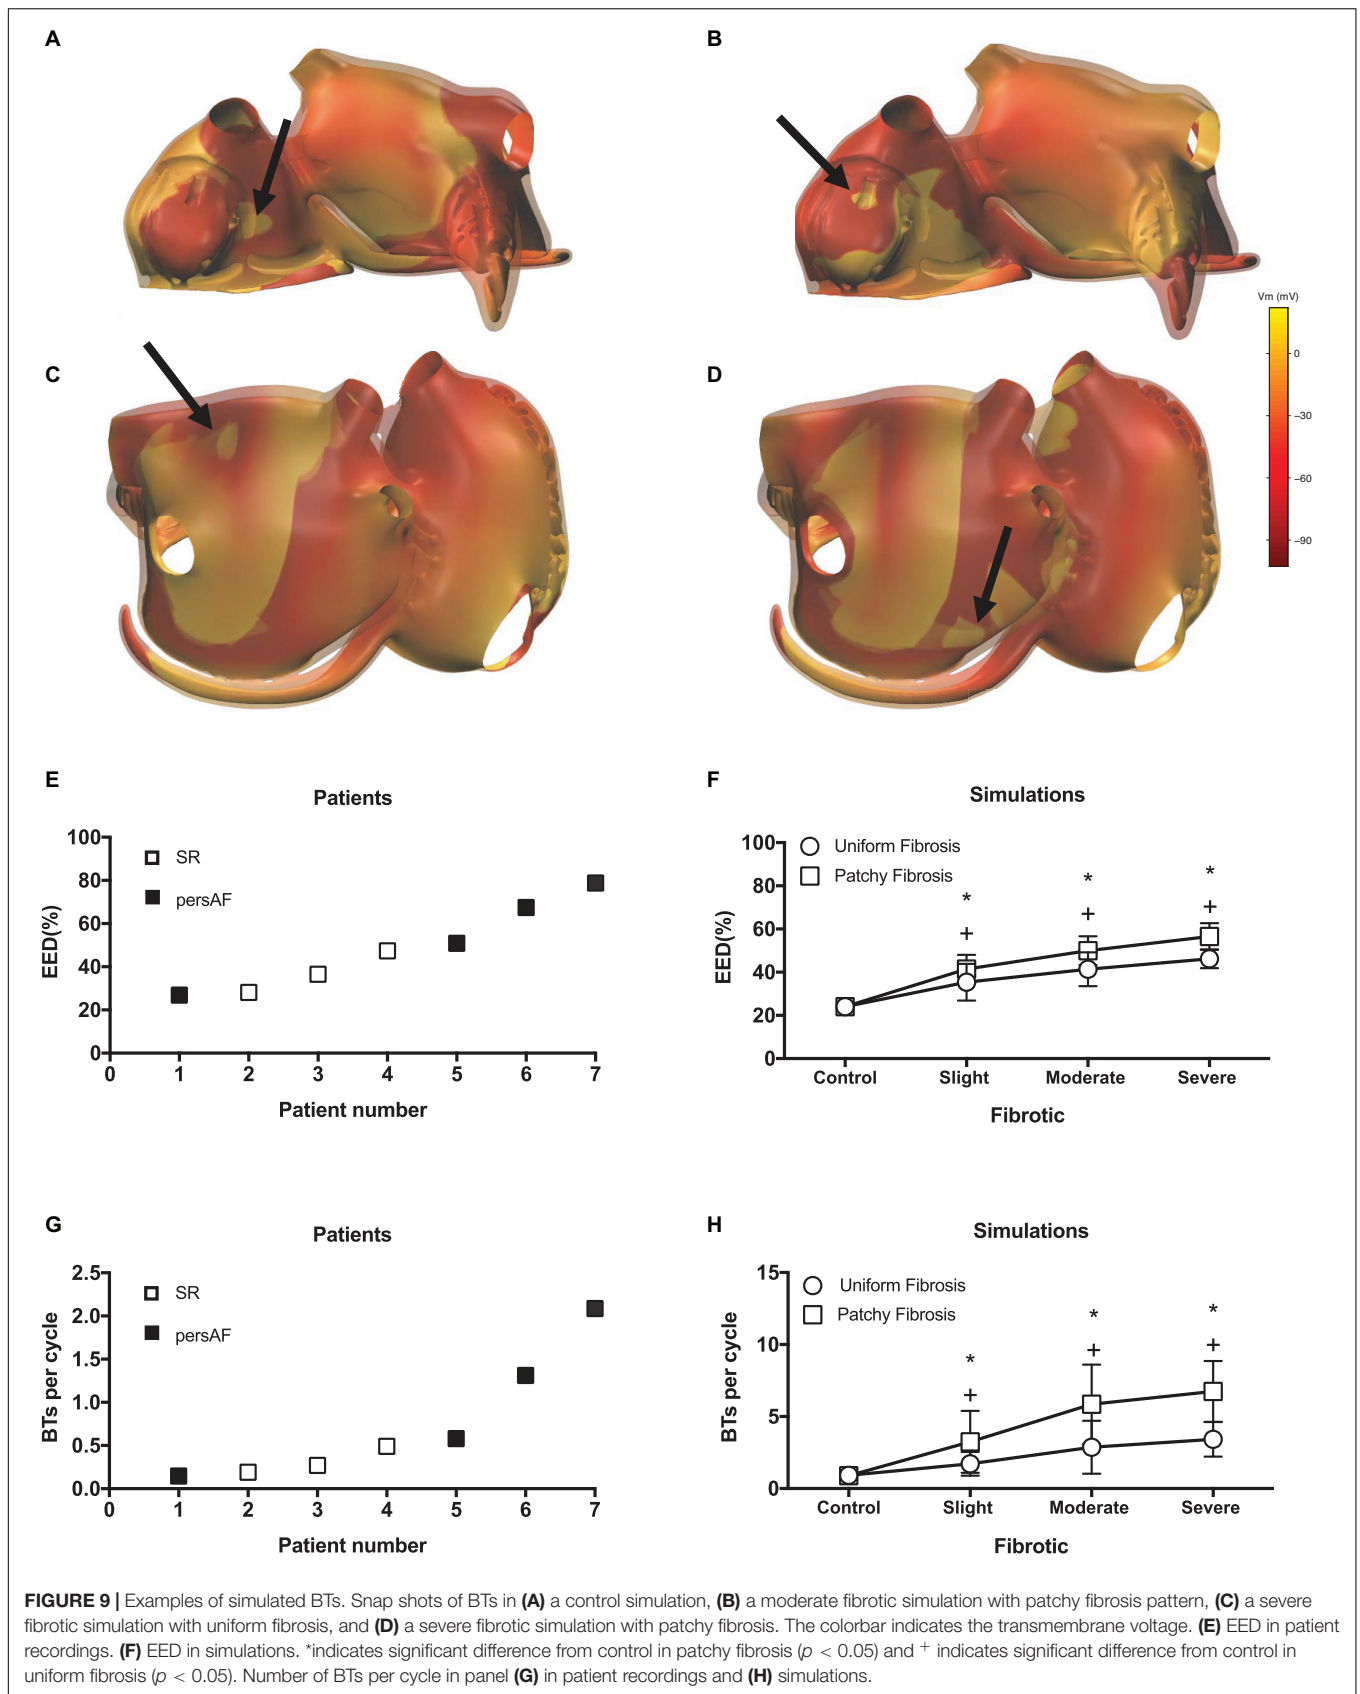 A
B
Vm (mV)
0
−30
−60
−90
C
D
E
Patients
100
80
60
40
20
0
EED(%)
SR
persAF
0 1 2 3 4 5 6 7
Patient number
F
Simulations
100
80
60
40
20
0
EED(%)
Uniform Fibrosis
Patchy Fibrosis
* * *
+ + +
Control Slight Moderate Severe
Fibrotic
G
Patients
2.5
2.0
1.5
1.0
0.5
0.0
BTs per cycle
SR
persAF
0 1 2 3 4 5 6 7
Patient number
H
Simulations
15
10
5
0
BTs per cycle
Uniform Fibrosis
Patchy Fibrosis
* * *
+ + +
Control Slight Moderate Severe
Fibrotic
FIGURE 9 | Examples of simulated BTs. Snap shots of BTs in (A) a control simulation, (B) a moderate fibrotic simulation with patchy fibrosis pattern, (C) a severe
fibrotic simulation with uniform fibrosis, and (D) a severe fibrotic simulation with patchy fibrosis. The colorbar indicates the transmembrane voltage. (E) EED in patient
recordings. (F) EED in simulations. *indicates significant difference from control in patchy fibrosis (p < 0.05) and + indicates significant difference from control in
uniform fibrosis (p < 0.05). Number of BTs per cycle in panel (G) in patient recordings and (H) simulations.